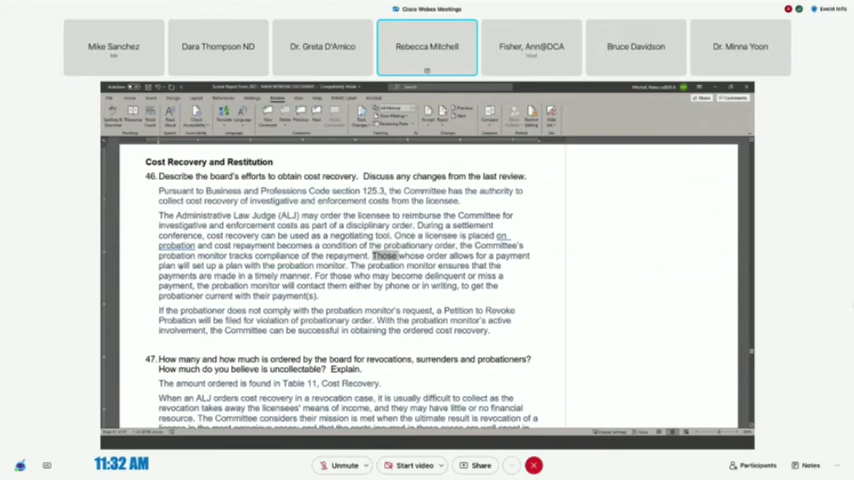 Cisco Webex Meetings
Event Info
Mike Sanchez
Me
Dara Thompson ND
Dr. Greta D'Amico
Rebecca Mitchell
Fisher, Ann@DCA
Host
Bruce Davidson
Dr. Minna Yoon
AutoSave
Search
Share
Comments
Cost Recovery and Restitution
46. Describe the board's efforts to obtain cost recovery. Discuss any changes from the last review.
Pursuant to Business and Professions Code section 125.3, the Committee has the authority to
collect cost recovery of investigative and enforcement costs from the licensee.
The Administrative Law Judge (ALJ) may order the licensee to reimburse the Committee for
investigative and enforcement costs as part of a disciplinary order. During a settlement
conference, cost recovery can be used as a negotiating tool. Once a licensee is placed on
probation and cost repayment becomes a condition of the probationary order, the Committee's
probation monitor tracks compliance of the repayment. Those whose order allows for a payment
plan will set up a plan with the probation monitor. The probation monitor ensures that the
payments are made in a timely manner. For those who may become delinquent or miss a
payment, the probation monitor will contact them either by phone or in writing, to get the
probationer current with their payment(s).
If the probationer does not comply with the probation monitor's request, a Petition to Revoke
Probation will be filed for violation of probationary order. With the probation monitor's active
involvement, the Committee can be successful in obtaining the ordered cost recovery.
47. How many and how much is ordered by the board for revocations, surrenders and probationers?
How much do you believe is uncollectable? Explain.
The amount ordered is found in Table 11, Cost Recovery.
When an ALJ orders cost recovery in a revocation case, it is usually difficult to collect as the
revocation takes away the licensees' means of income, and they may have little or no financial
resource. The Committee considers their mission is met when the ultimate result is revocation of a
11:32 AM
Unmute
Start video
Share
Participants
Notes